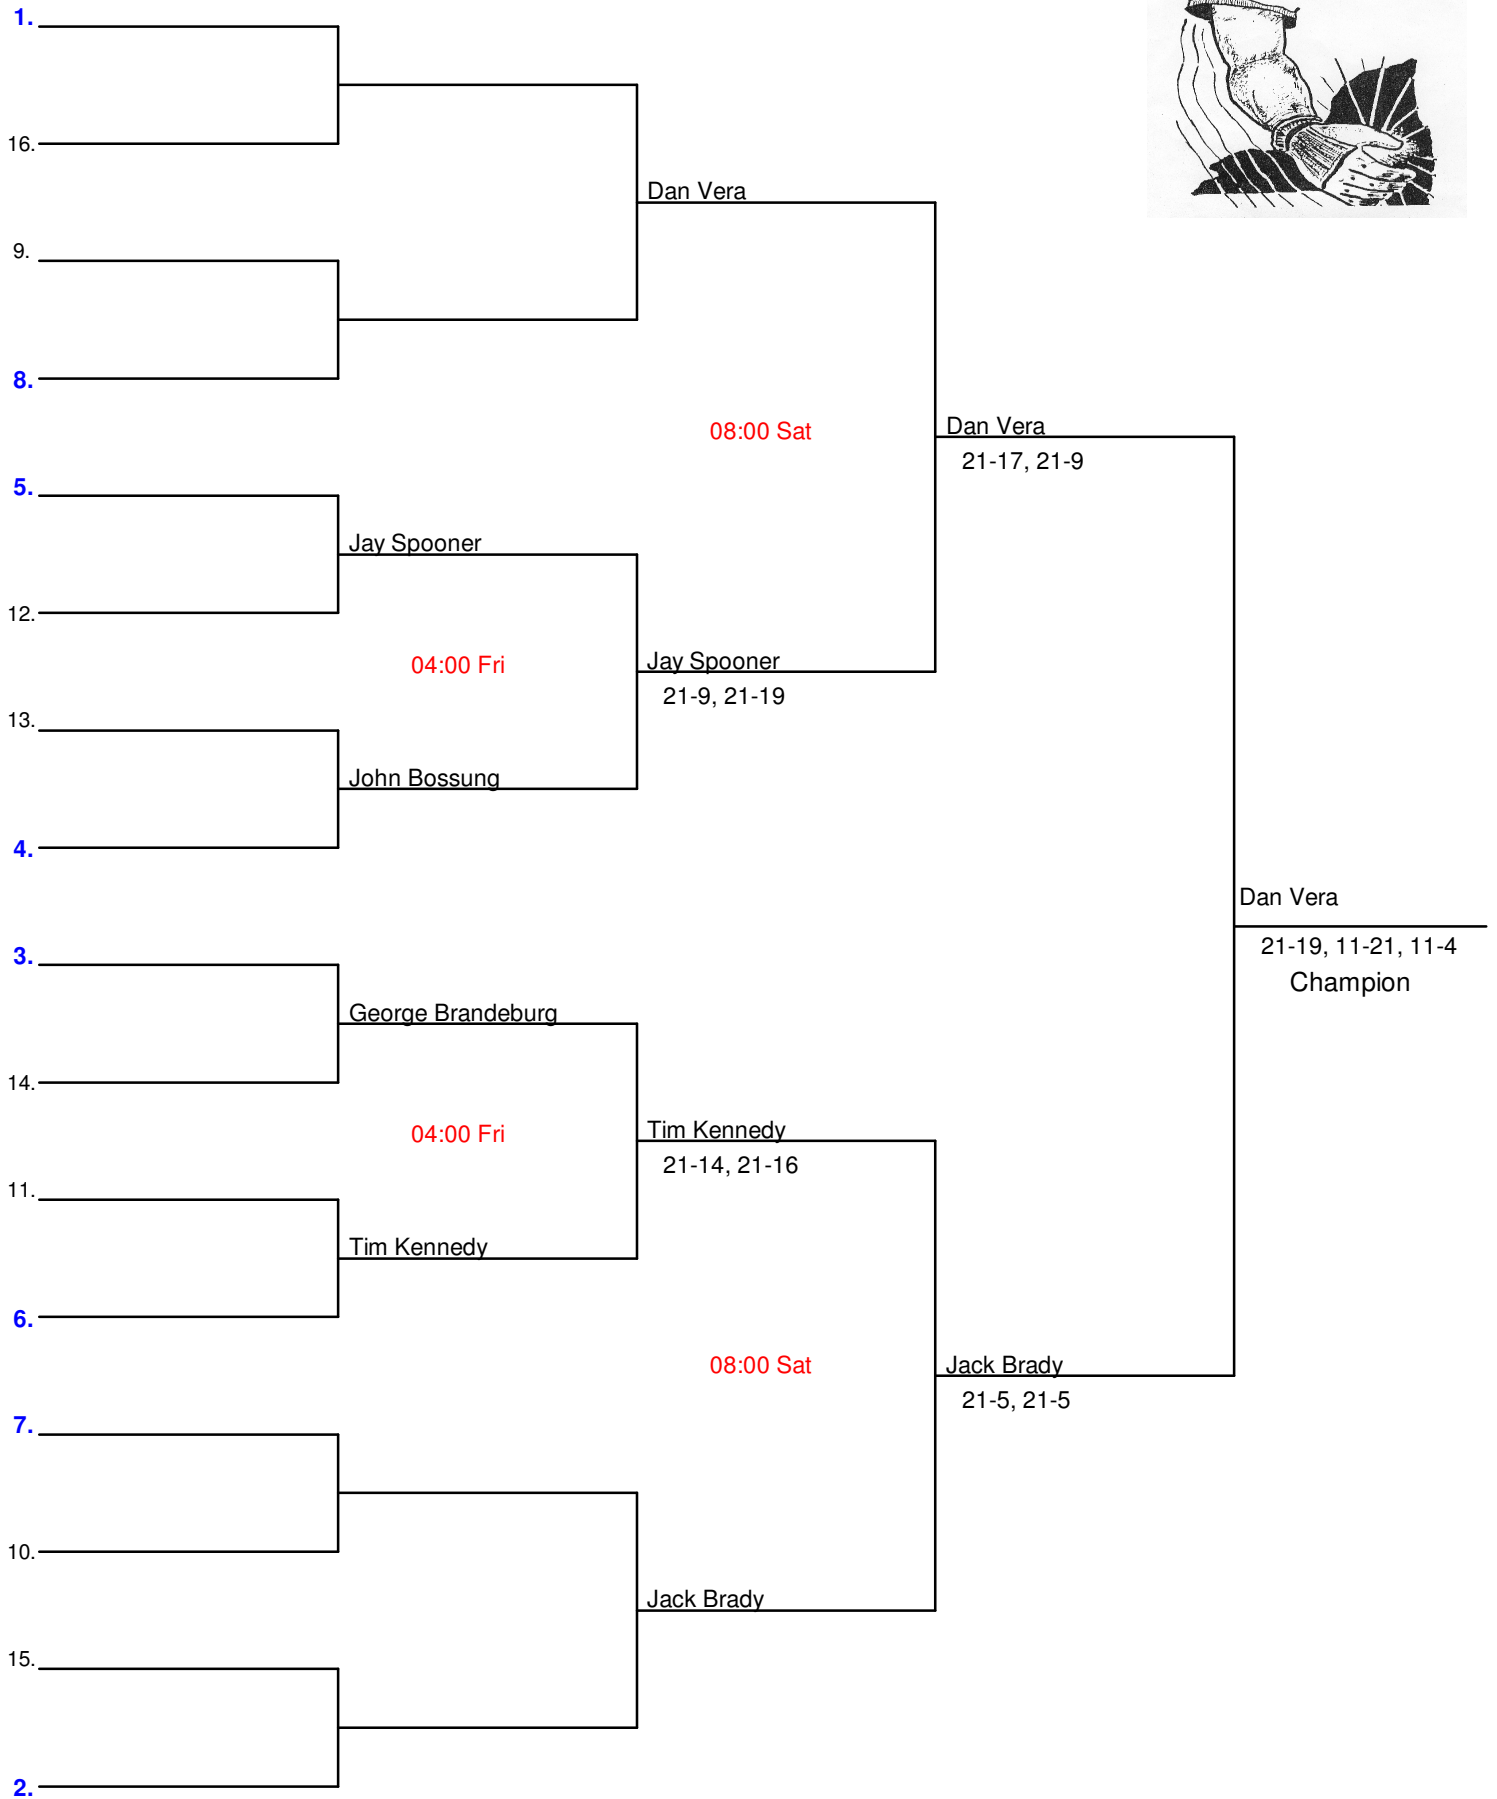 1.
16.
Dan Vera
9.
8.
08:00 Sat
Dan Vera
21-17, 21-9
5.
Jay Spooner
12.
04:00 Fri
Jay Spooner
21-9, 21-19
13.
John Bossung
4.
Dan Vera
21-19, 11-21, 11-4
Champion
3.
George Brandeburg
14.
04:00 Fri
Tim Kennedy
21-14, 21-16
11.
Tim Kennedy
6.
08:00 Sat
Jack Brady
21-5, 21-5
7.
10.
Jack Brady
15.
2.